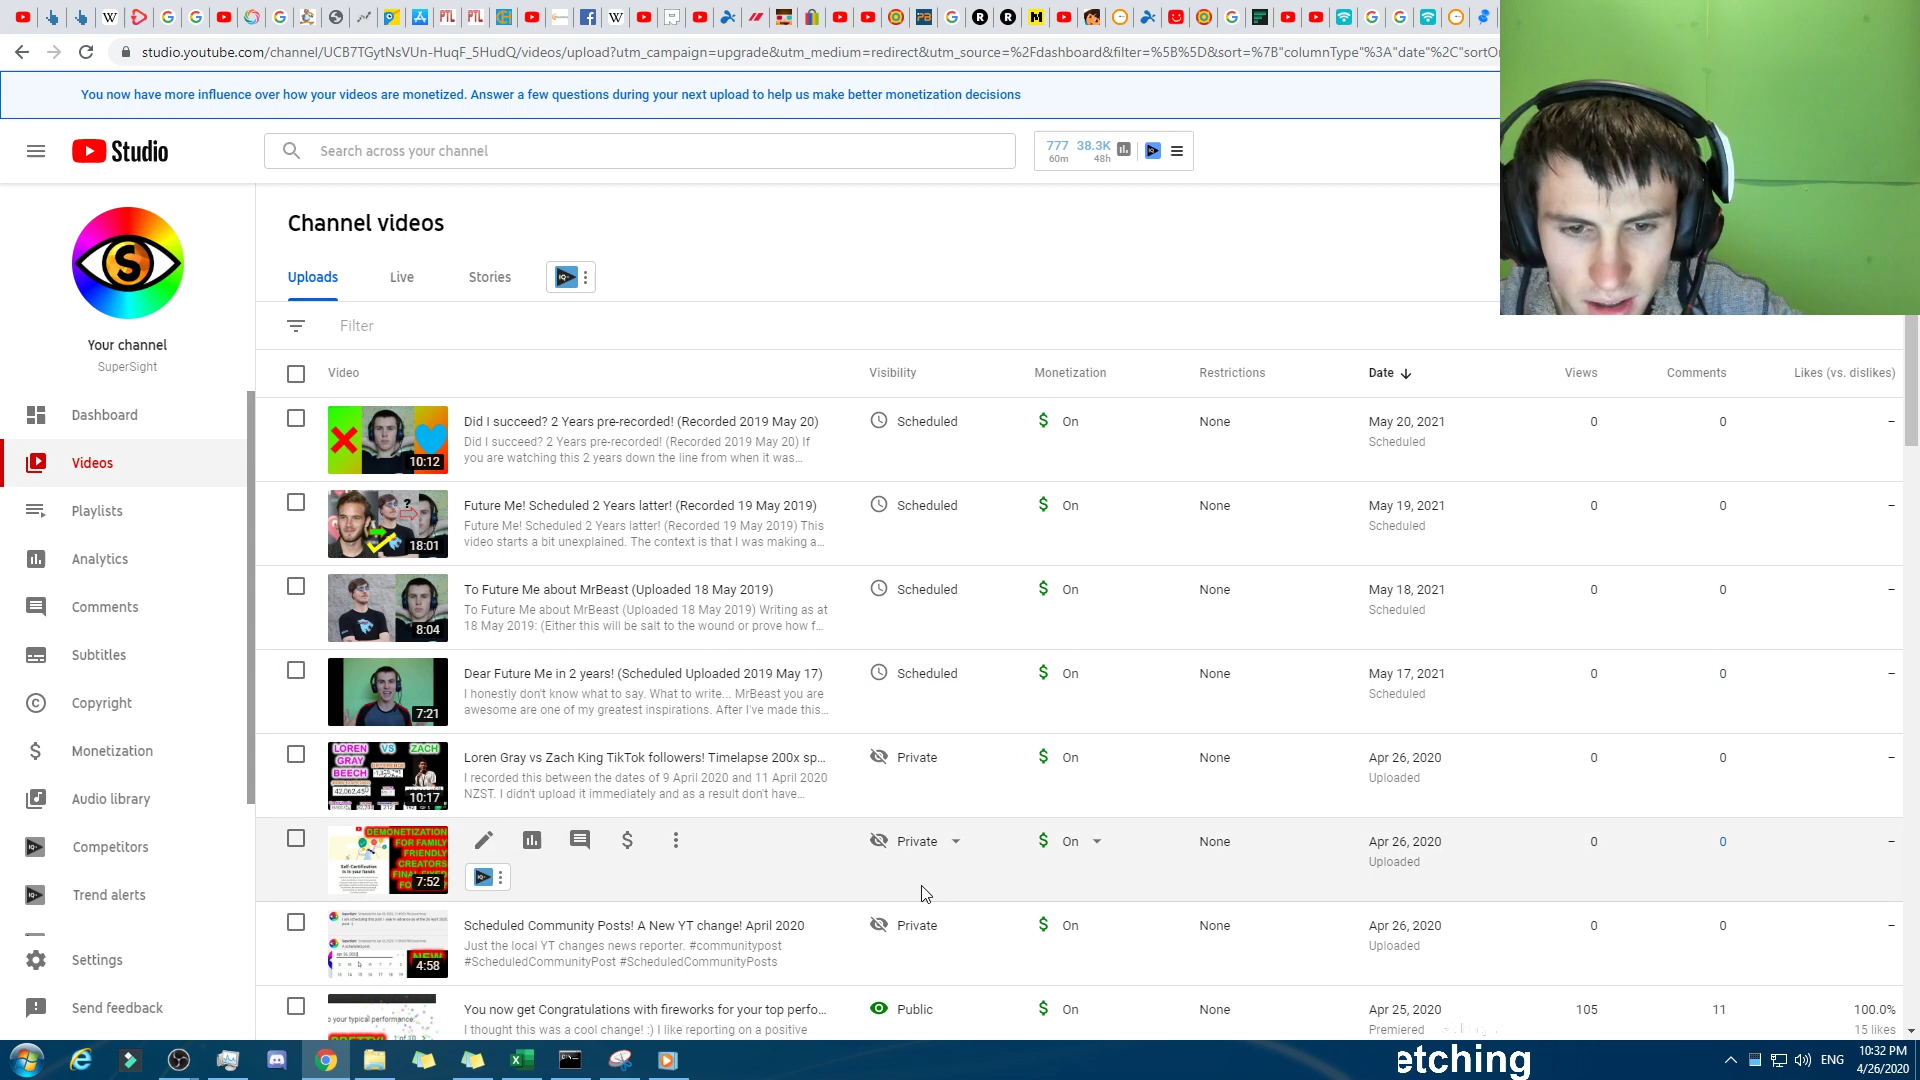 studio.youtube.com/channel/UCB7TGytNsVUn-HuqF_5HudQ/videos/upload?utm_campaign=upgrade&utm_medium=redirect&utm_source=%2Fdashboard&filter=%5B%5D&sort=%7B"columnType"%3A"date"%2C"sortO
You now have more influence over how your videos are monetized. Answer a few questions during your next upload to help us make better monetization decisions
Studio
Search across your channel
777 38.3K
60m 48h
Channel videos
Uploads Live Stories
Filter
Your channel
SuperSight
Dashboard
Videos
Playlists
Analytics
Comments
Subtitles
Copyright
Monetization
Audio library
Competitors
Trend alerts
Settings
Send feedback
Video Visibility Monetization Restrictions Date Views Comments Likes (vs. dislikes)
10:12
Did I succeed? 2 Years pre-recorded! (Recorded 2019 May 20) Scheduled $ On None May 20, 2021 0 0 –
Did I succeed? 2 Years pre-recorded! (Recorded 2019 May 20) If Scheduled
you are watching this 2 years down the line from when it was...
18:01
Future Me! Scheduled 2 Years latter! (Recorded 19 May 2019) Scheduled $ On None May 19, 2021 0 0 –
Future Me! Scheduled 2 Years latter! (Recorded 19 May 2019) This Scheduled
video starts a bit unexplained. The context is that I was making a...
8:04
To Future Me about MrBeast (Uploaded 18 May 2019) Scheduled $ On None May 18, 2021 0 0 –
To Future Me about MrBeast (Uploaded 18 May 2019) Writing as at Scheduled
18 May 2019: (Either this will be salt to the wound or prove how f...
7:21
Dear Future Me in 2 years! (Scheduled Uploaded 2019 May 17) Scheduled $ On None May 17, 2021 0 0 –
I honestly don't know what to say. What to write... MrBeast you are Scheduled
awesome are one of my greatest inspirations. After I've made this...
LOREN VS ZACH
GRAY
BEECH
10:17
Loren Gray vs Zach King TikTok followers! Timelapse 200x sp... Private $ On None Apr 26, 2020 0 0 –
I recorded this between the dates of 9 April 2020 and 11 April 2020 Uploaded
NZST. I didn't upload it immediately and as a result don't have...
DEMONETIZATION
FOR FAMILY
FRIENDLY
CREATORS
Self-Certification
is in your hands
7:52
Private $ On None Apr 26, 2020 0 0 –
Uploaded
NEW
4:58
Scheduled Community Posts! A New YT change! April 2020 Private $ On None Apr 26, 2020 0 0 –
Just the local YT changes news reporter. #communitypost Uploaded
#ScheduledCommunityPost #ScheduledCommunityPosts
o your typical performance.
You now get Congratulations with fireworks for your top perfo... Public $ On None Apr 25, 2020 105 11 100.0%
I thought this was a cool change! :) I like reporting on a positive Premiered 15 likes
etching
ENG
10:32 PM
4/26/2020